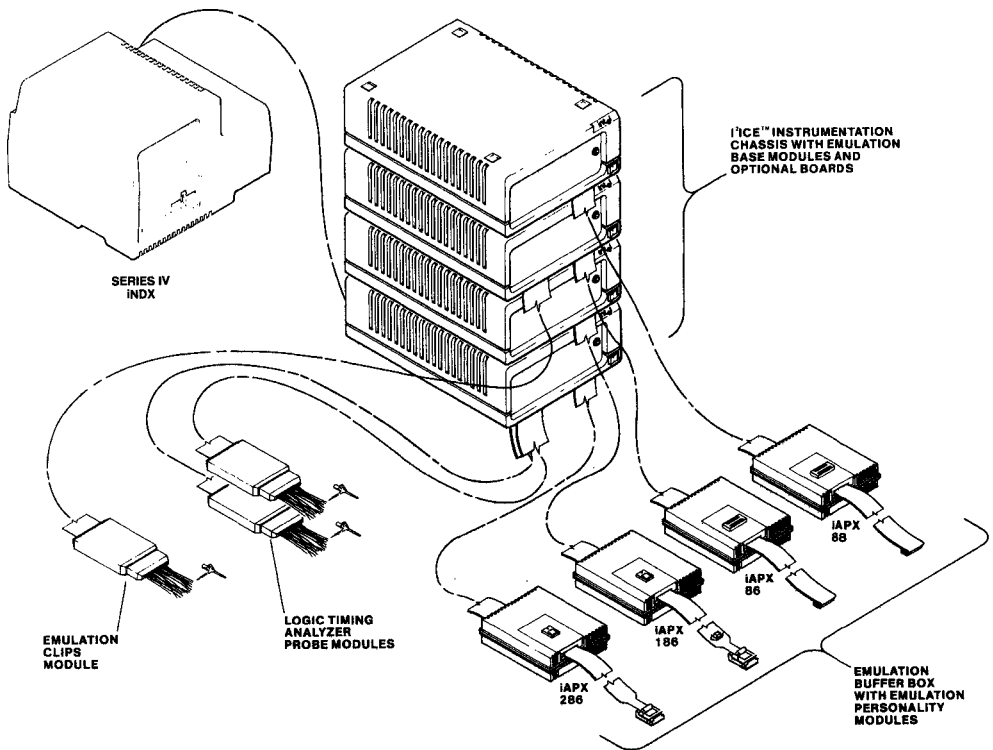 I²ICE™ INSTRUMENTATION
CHASSIS WITH EMULATION
BASE MODULES AND
OPTIONAL BOARDS
SERIES IV
iNDX
iAPX
88
iAPX
86
iAPX
186
iAPX
286
EMULATION
CLIPS
MODULE
LOGIC TIMING
ANALYZER
PROBE MODULES
EMULATION
BUFFER BOX
WITH EMULATION
PERSONALITY
MODULES